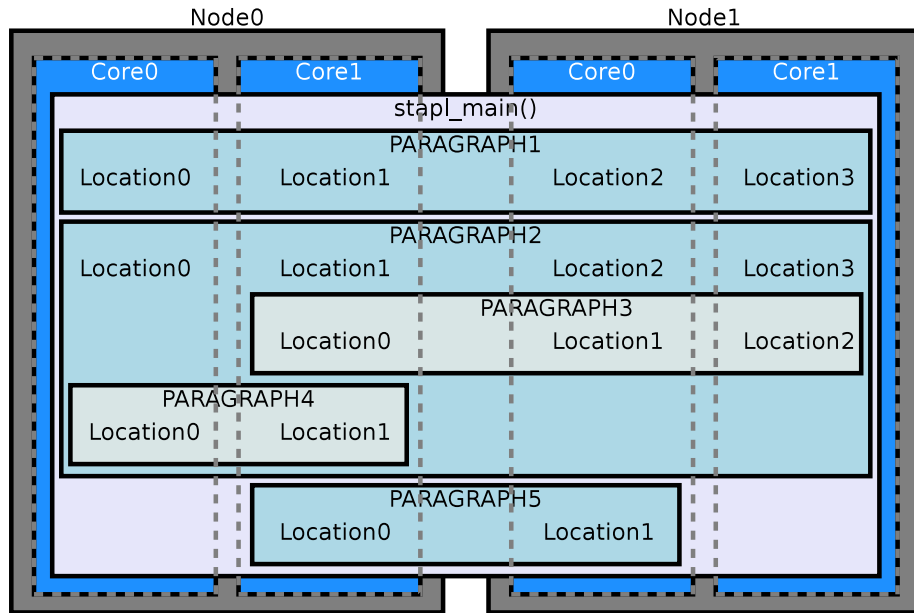 Node0 Node1
Core0 Core1 Core0 Core1
stapl_main()
PARAGRAPH1
Location0 Location1 Location2 Location3
PARAGRAPH2
Location0 Location1 Location2 Location3
PARAGRAPH3
Location0 Location1 Location2
PARAGRAPH4
Location0 Location1
PARAGRAPH5
Location0 Location1